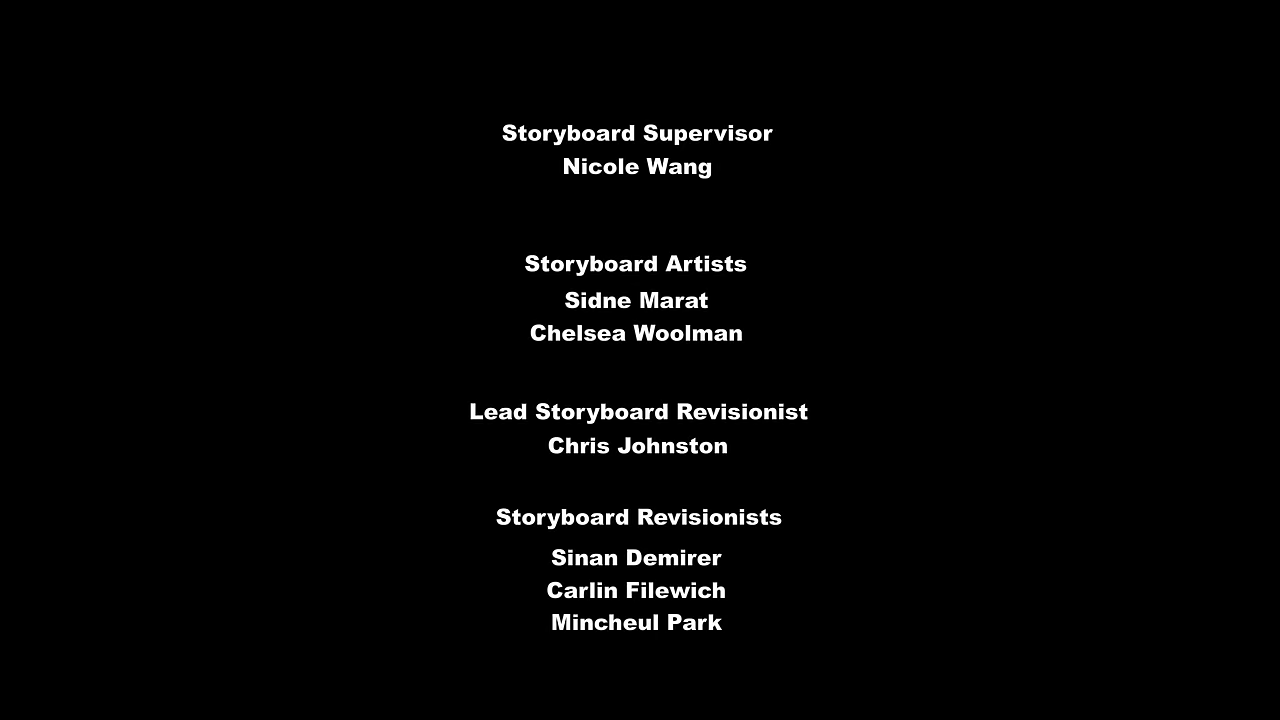 Storyboard Supervisor
Nicole Wang
Storyboard Artists
Sidne Marat
Chelsea Woolman
Lead Storyboard Revisionist
Chris Johnston
Storyboard Revisionists
Sinan Demirer
Carlin Filewich
Mincheul Park